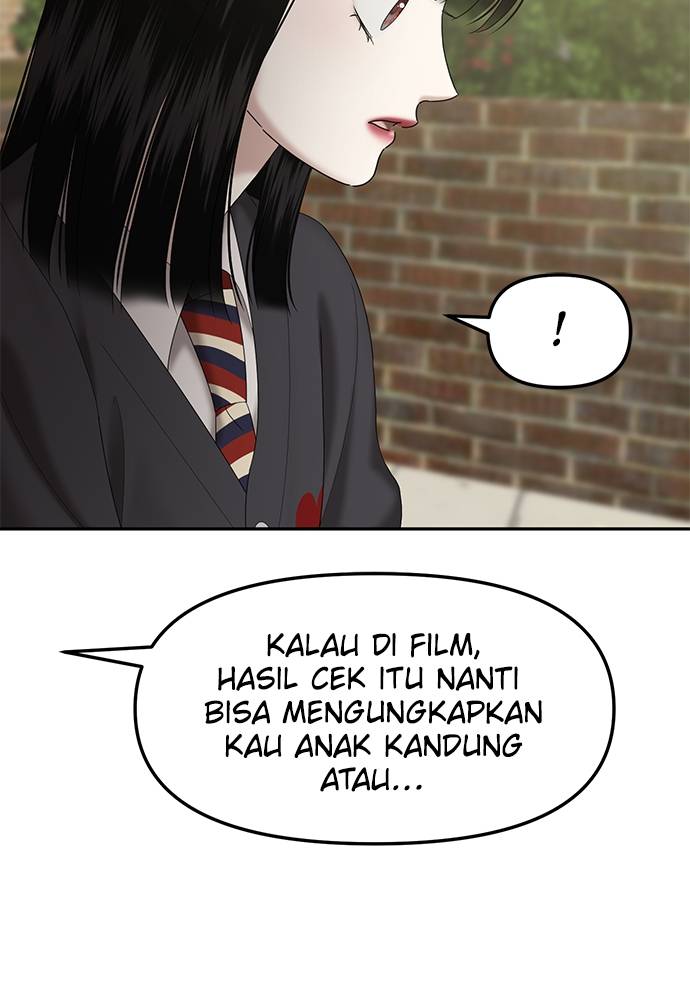 !
KALAU DI FILM,
HASIL CEK ITU NANTI
BISA MENGUNGKAPKAN
KAU ANAK KANDUNG
ATAU...